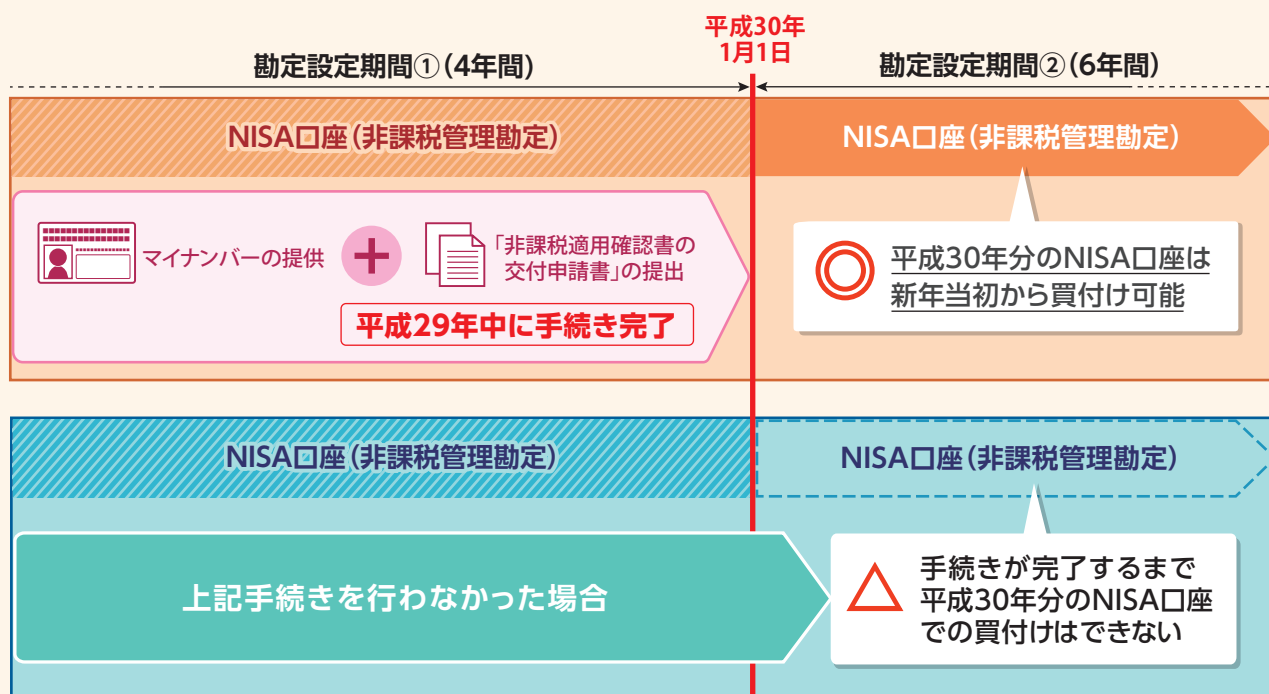 平成30年
1月1日
勘定設定期間①(4年間)
勘定設定期間②(6年間)
NISA口座(非課税管理勘定)
NISA口座(非課税管理勘定)
マイナンバーの提供
「非課税適用確認書の
交付申請書」の提出
平成29年中に手続き完了
平成30年分のNISA口座は
新年当初から買付け可能
NISA口座(非課税管理勘定)
NISA口座(非課税管理勘定)
上記手続きを行わなかった場合
手続きが完了するまで
平成30年分のNISA口座
での買付けはできない